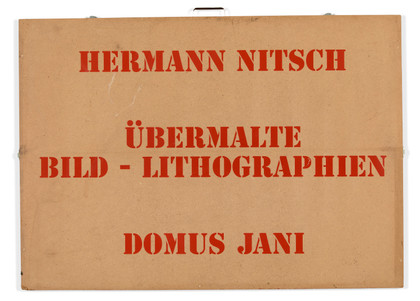 HERMANN NITSCH
ÜBERMALTE
BILD - LITHOGRAPHIEN
DOMUS JANI